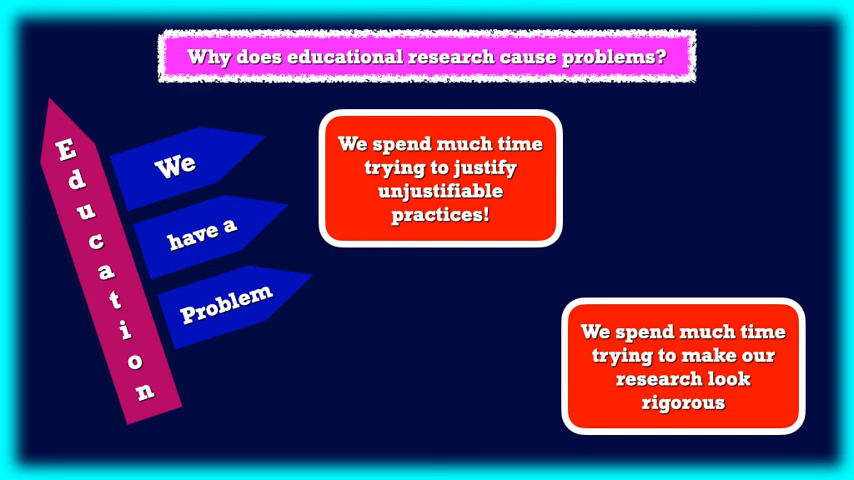 Why does educational research cause problems?
Education
We
have a
Problem
We spend much time
trying to justify
unjustifiable
practices!
We spend much time
trying to make our
research look
rigorous